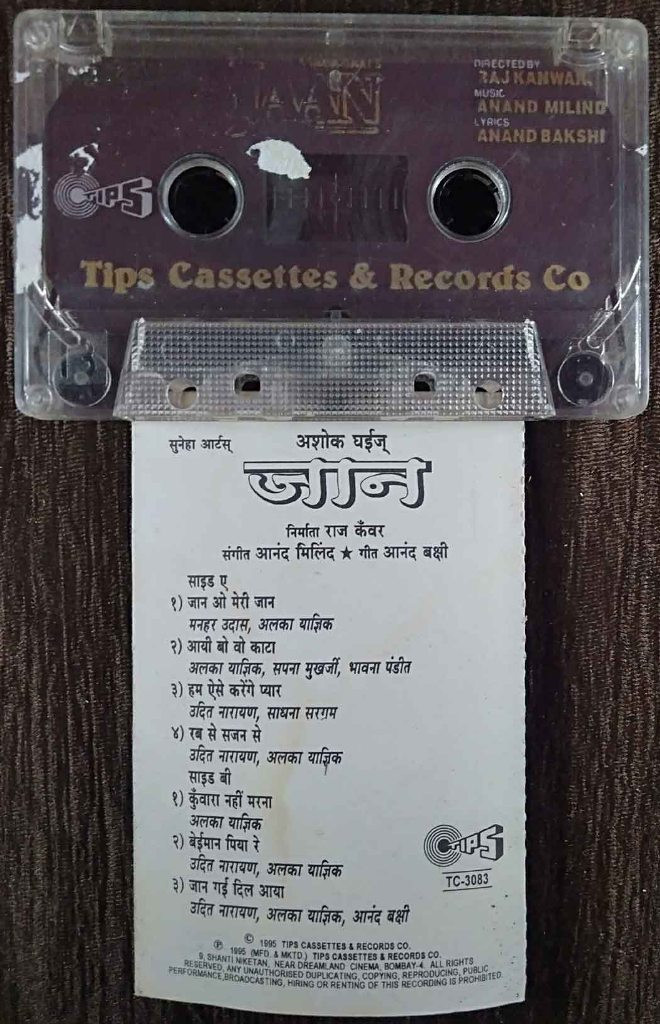 JAAN
DIRECTED BY
RAJ KANWAR
MUSIC
ANAND MILIND
LYRICS
ANAND BAKSHI
TIPS
Tips Cassettes & Records Co
सुनेहा आर्टस्
अशोक घईज्
जान
निर्माता राज कँवर
संगीत आनंद मिलिंद ★ गीत आनंद बक्षी
साइड ए
१) जान ओ मेरी जान
मनहर उदास, अलका याज्ञिक
२) आयी बो वो काटा
अलका याज्ञिक, सपना मुखर्जी, भावना पंडीत
३) हम ऐसे करेंगे प्यार
उदित नारायण, साधना सरग़म
४) रब से सजन से
उदित नारायण, अलका याज्ञिक
साइड बी
१) कुँवारा नहीं मरना
अलका याज्ञिक
२) बेईमान पिया रे
उदित नारायण, अलका याज्ञिक
३) जान गई दिल आया
उदित नारायण, अलका याज्ञिक, आनंद बक्षी
TIPS
TC-3083
© 1995 TIPS CASSETTES & RECORDS CO.
℗ 1995 (MFD. & MKTD.) TIPS CASSETTES & RECORDS CO.
9, SHANTI NIKETAN, NEAR DREAMLAND CINEMA, BOMBAY-4. ALL RIGHTS
RESERVED, ANY UNAUTHORISED DUPLICATING, COPYING, REPRODUCING, PUBLIC
PERFORMANCE,BROADCASTING, HIRING OR RENTING OF THIS RECORDING IS PROHIBITED.